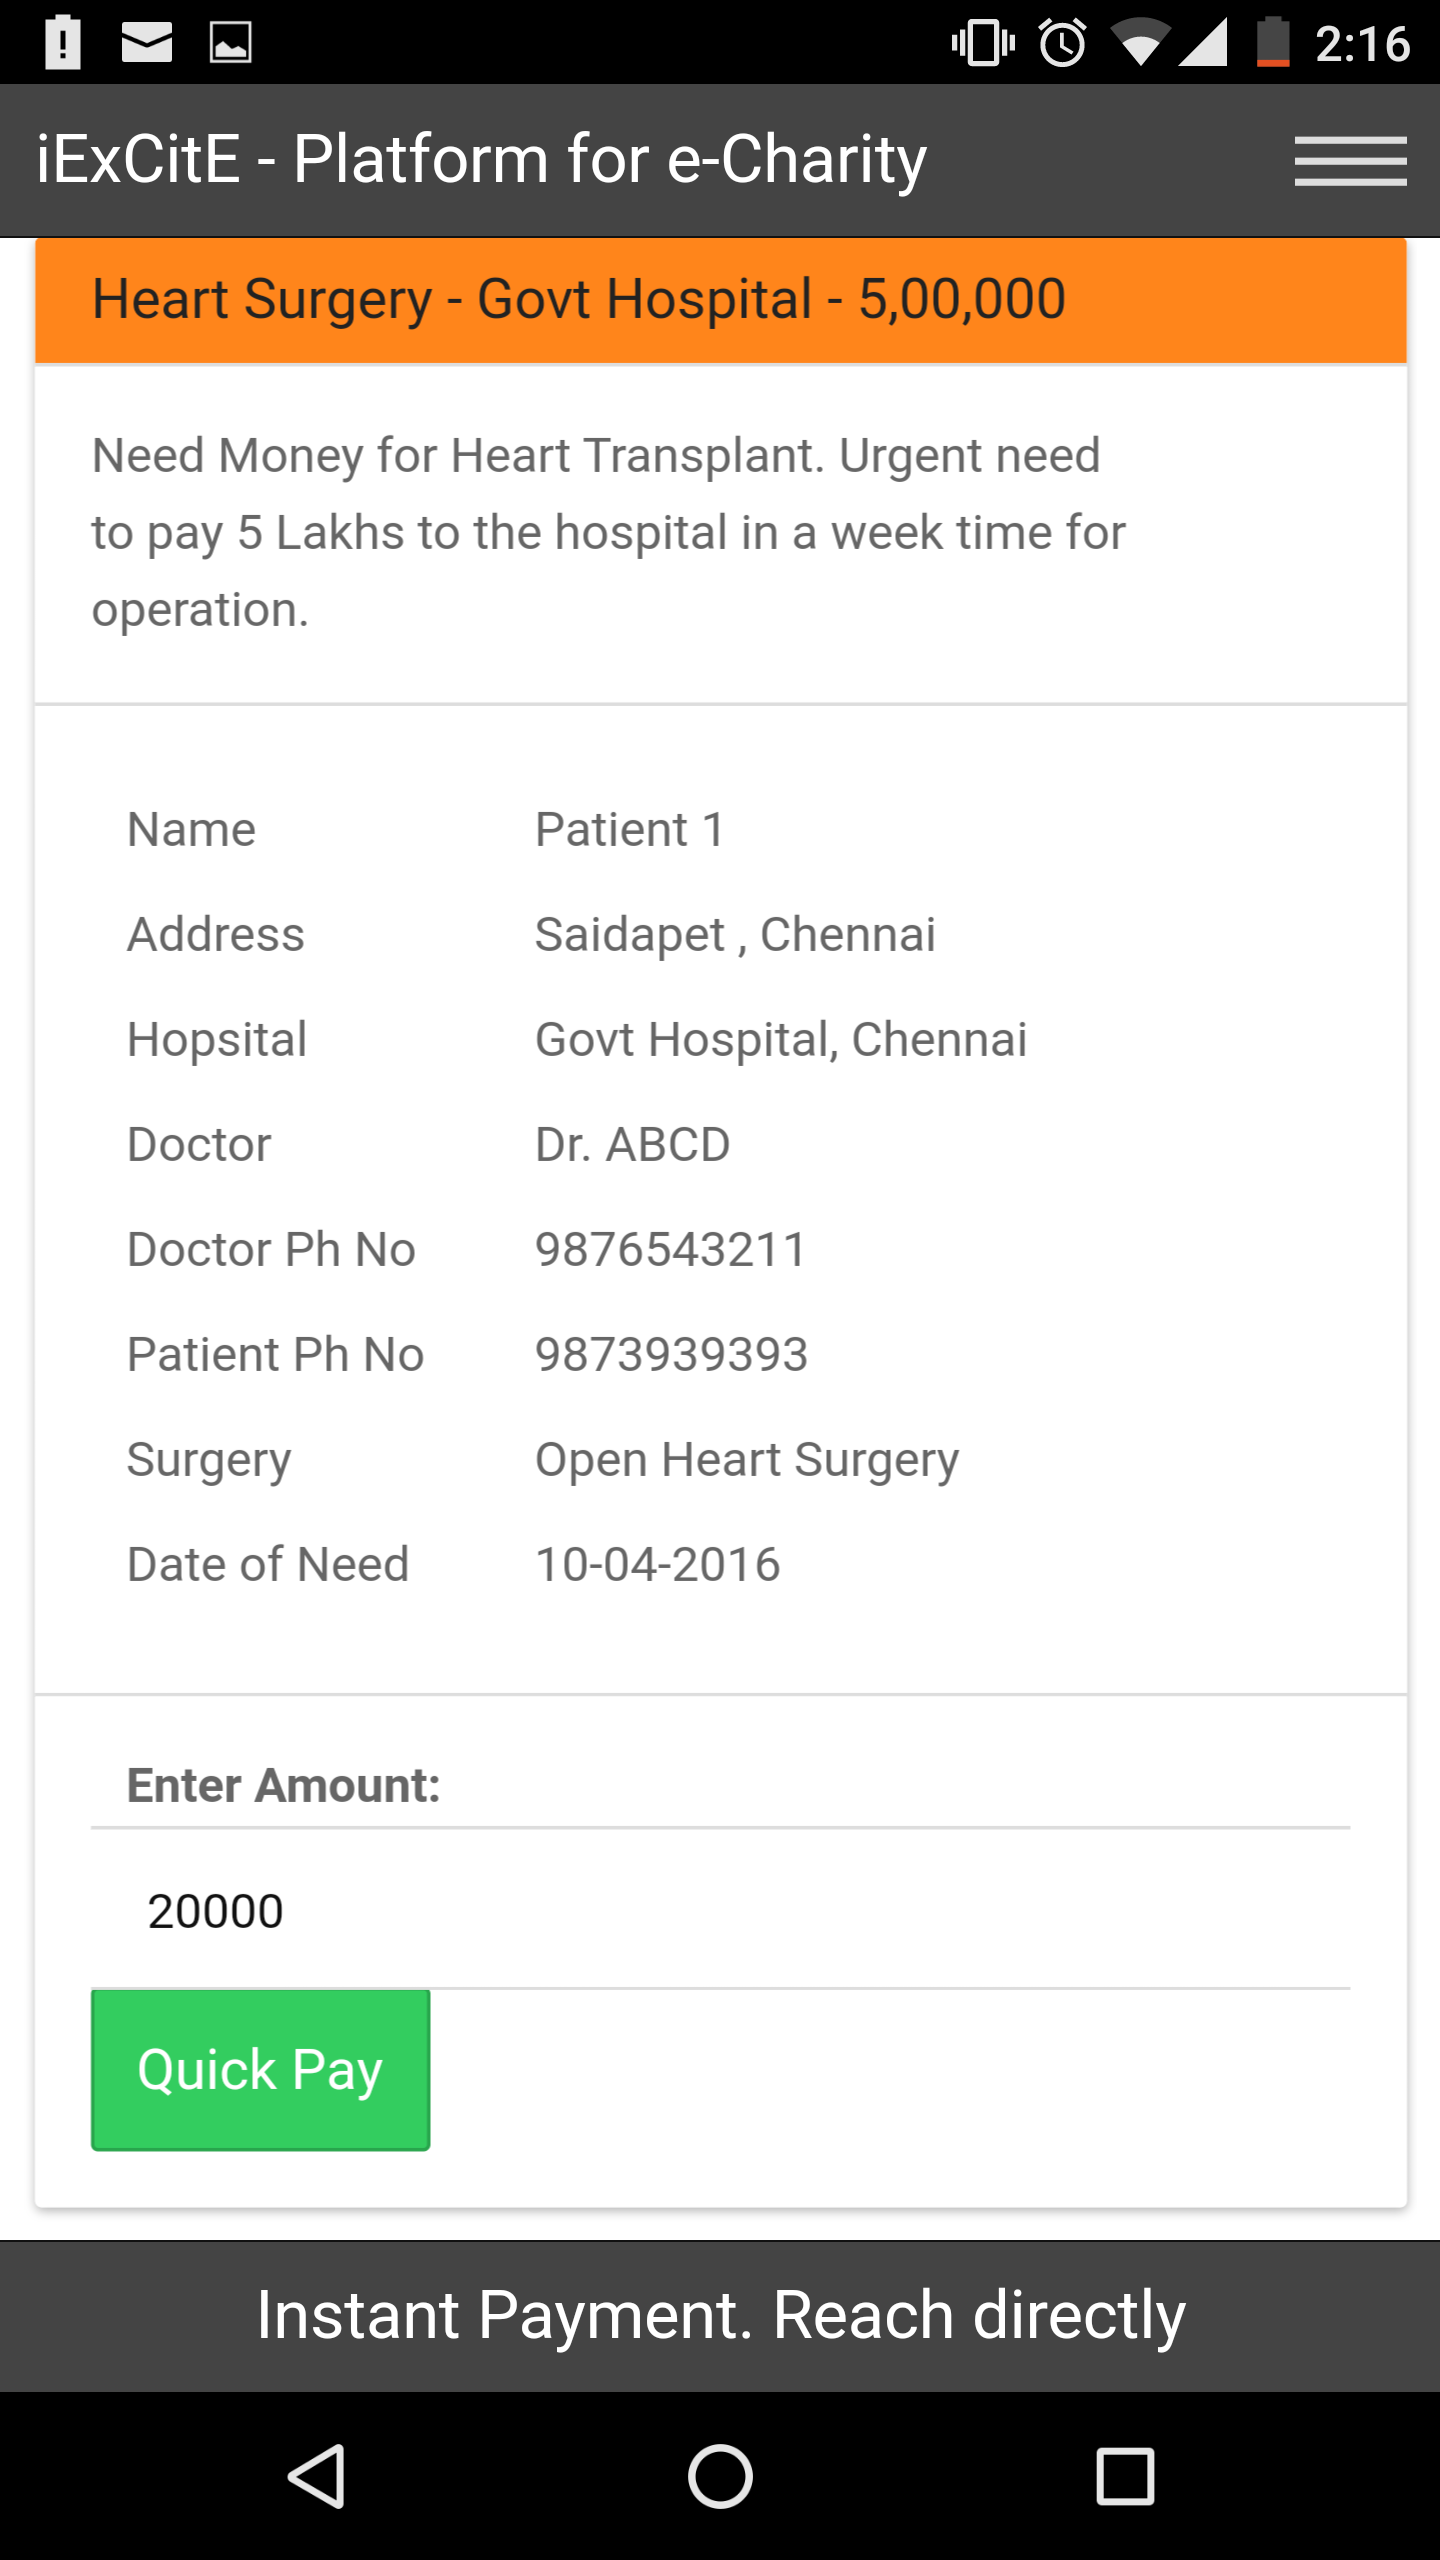 2:16
iExCitE - Platform for e-Charity
Heart Surgery - Govt Hospital - 5,00,000
Need Money for Heart Transplant. Urgent need
to pay 5 Lakhs to the hospital in a week time for
operation.
Name Patient 1
Address Saidapet , Chennai
Hopsital Govt Hospital, Chennai
Doctor Dr. ABCD
Doctor Ph No 9876543211
Patient Ph No 9873939393
Surgery Open Heart Surgery
Date of Need 10-04-2016
Enter Amount:
20000
Quick Pay
Instant Payment. Reach directly